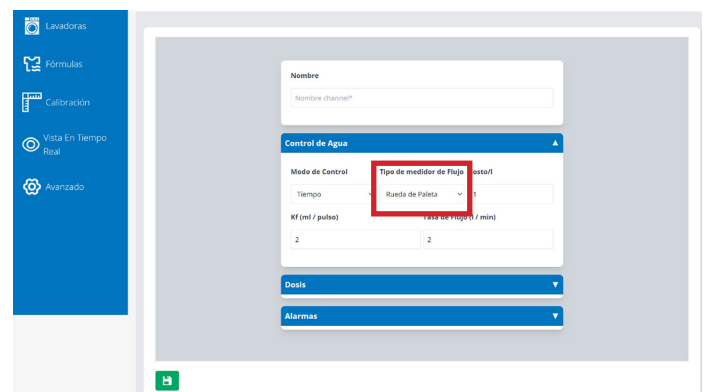 Lavadoras
Fórmulas
Calibración
Vista En Tiempo
Real
Avanzado
Nombre
Nombre channel*
Control de Agua
Modo de Control
Tipo de medidor de Flujo
Tiempo
Rueda de Paleta
1
Kf (ml / pulso)
Tasa de Flujo (l / min)
2
2
Dosis
Alarmas